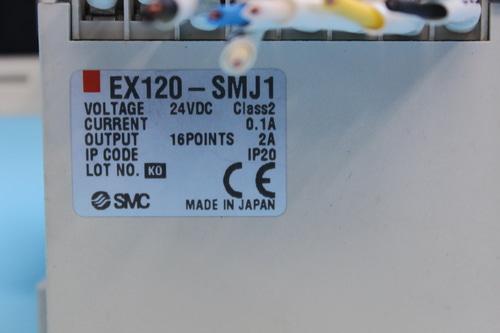 EX120-SMJ1
VOLTAGE 24VDC Class2
CURRENT 0.1A
OUTPUT 16POINTS 2A
IP CODE IP20
LOT NO. KO
CE
SMC MADE IN JAPAN